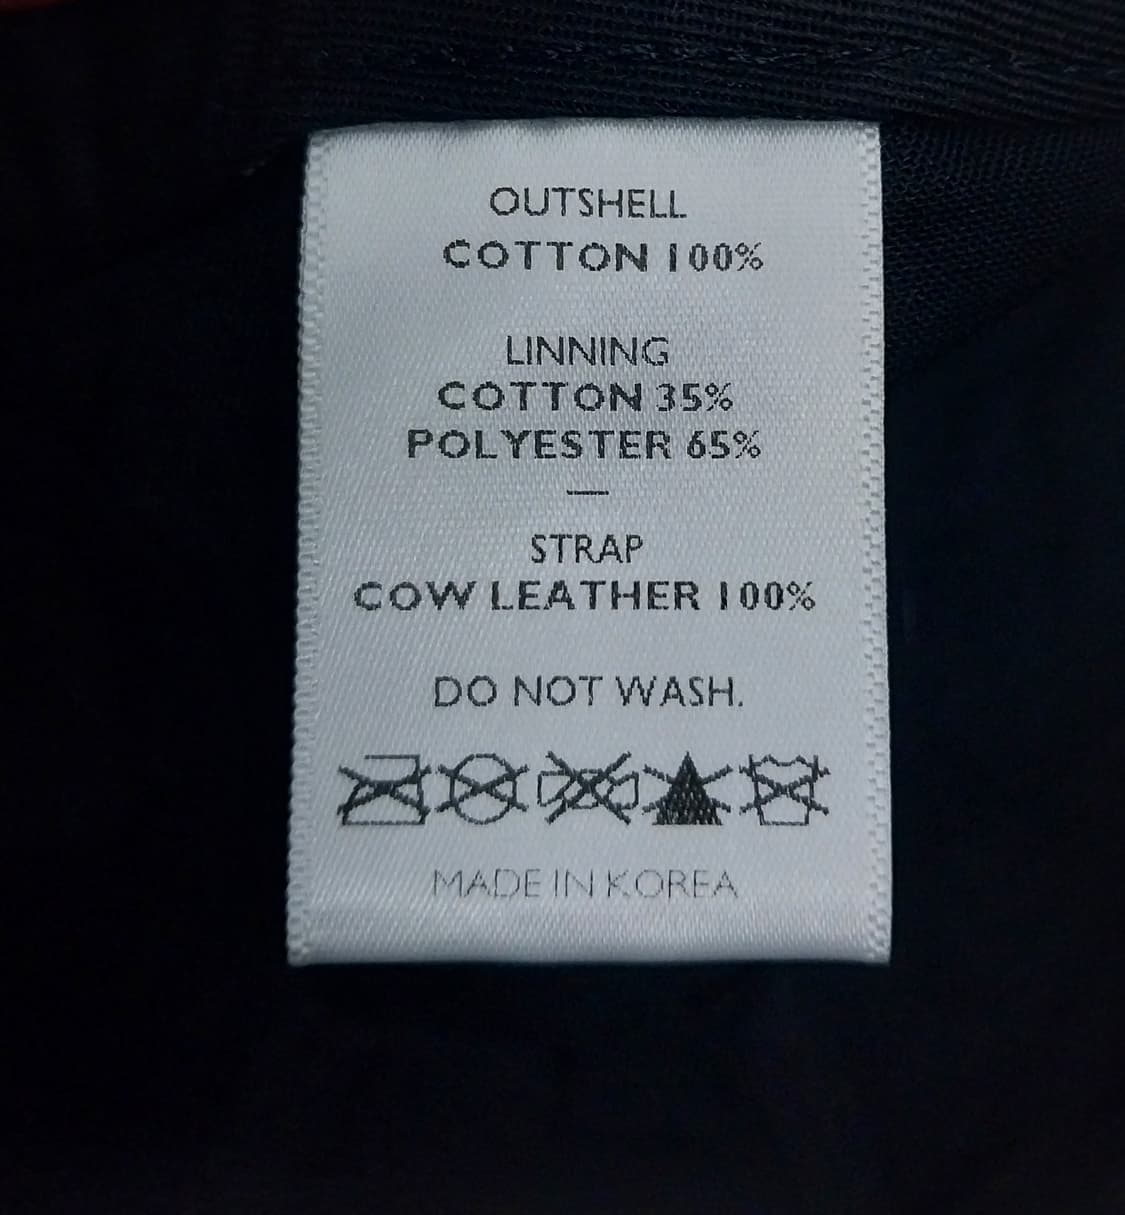 OUTSHELL
COTTON 100%
LINNING
COTTON 35%
POLYESTER 65%
—
STRAP
COW LEATHER 100%
DO NOT WASH.
MADE IN KOREA